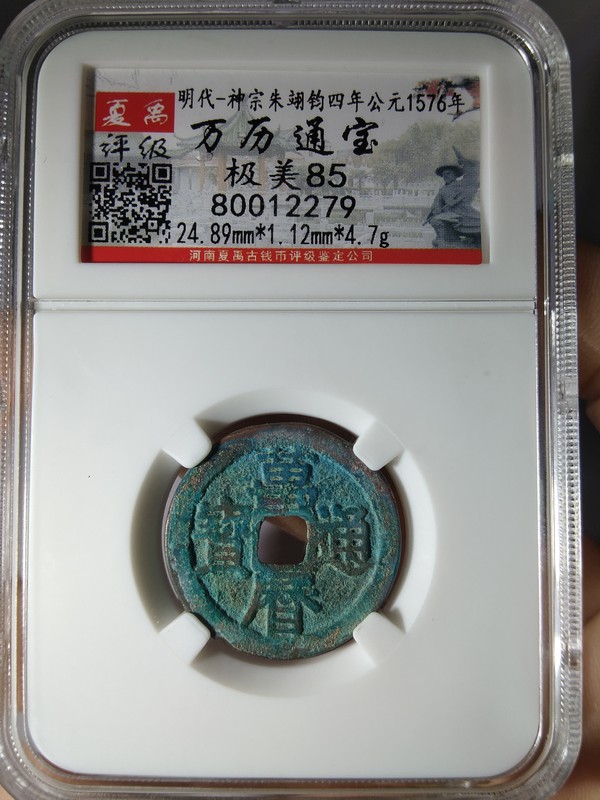 明代-神宗朱翊钧四年公元1576年
夏禹
评级
万历通宝
极美85
80012279
24.89mm*1.12mm*4.7g
河南夏禹古钱币评级鉴定公司
萬曆通寶